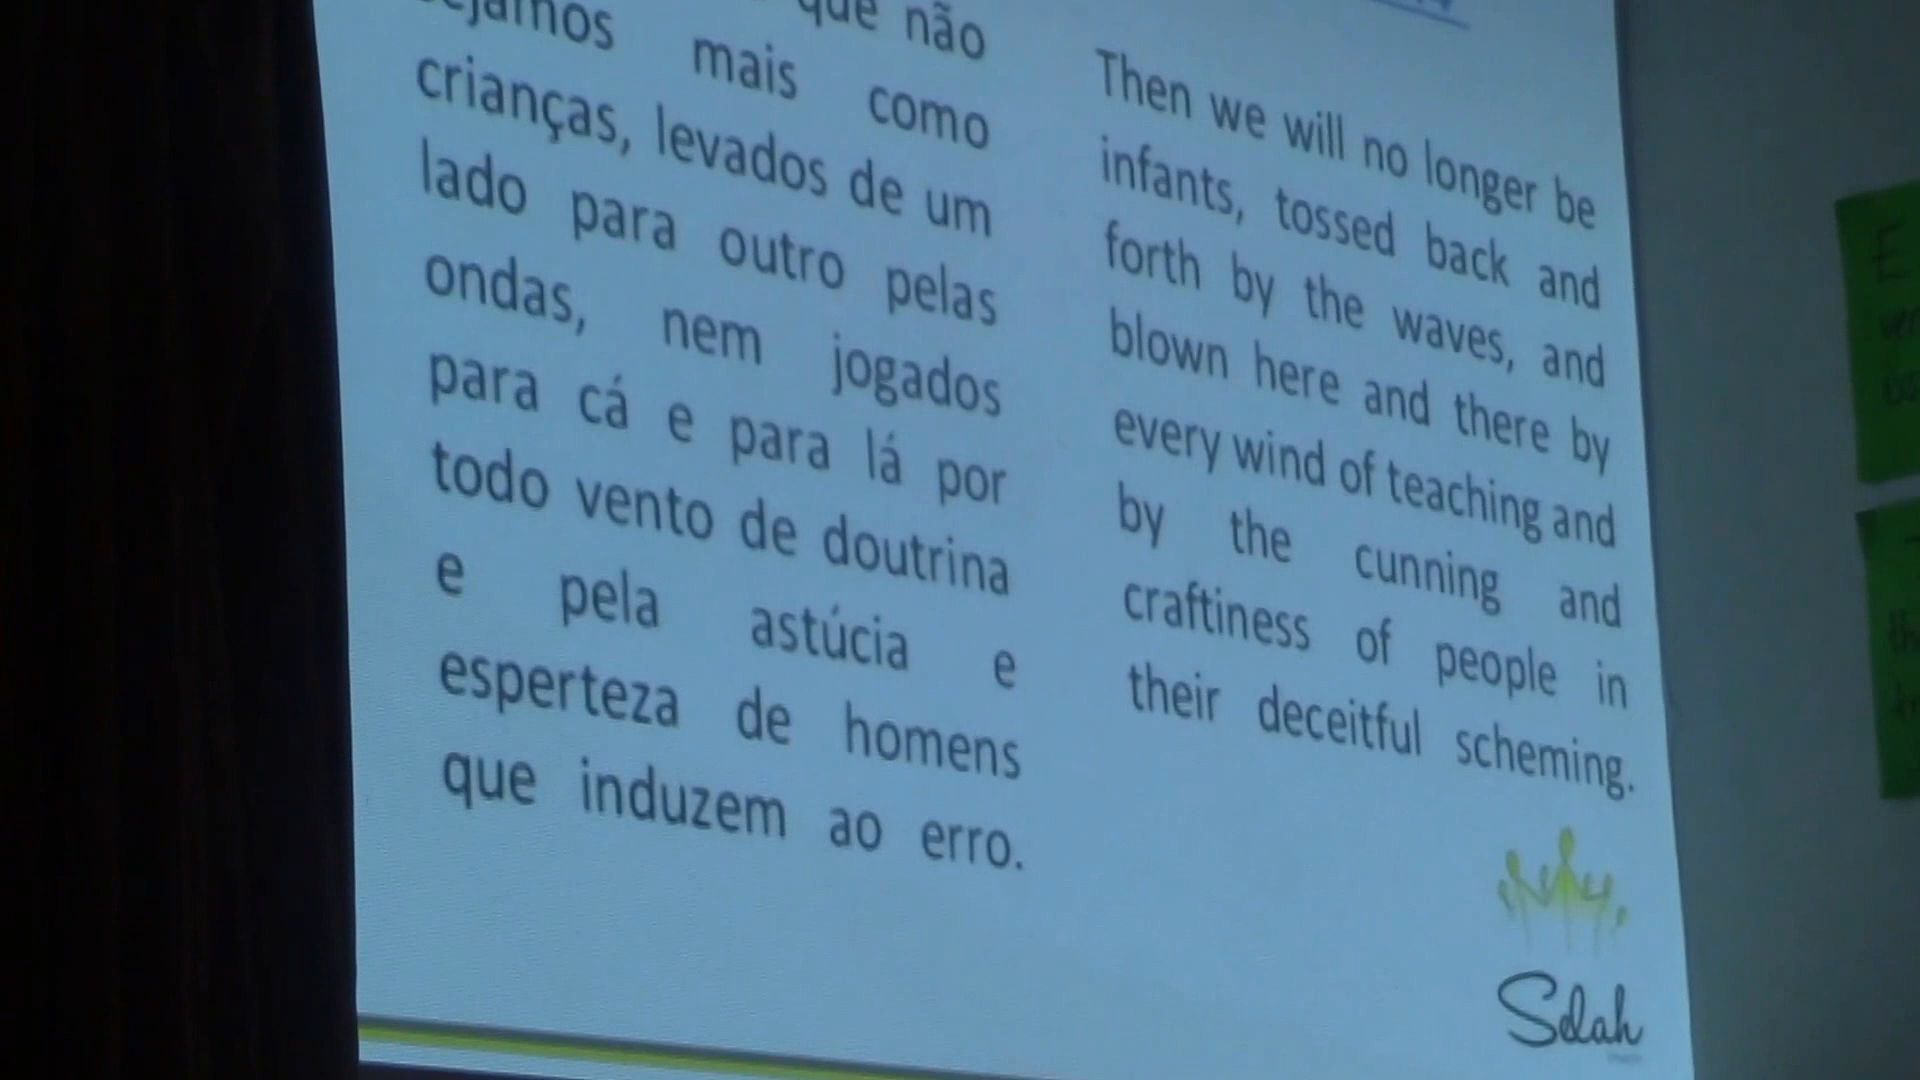 que não
sejamos mais como
crianças, levados de um
lado para outro pelas
ondas, nem jogados
para cá e para lá por
todo vento de doutrina
e pela astúcia e
esperteza de homens
que induzem ao erro.
Then we will no longer be
infants, tossed back and
forth by the waves, and
blown here and there by
every wind of teaching and
by the cunning and
craftiness of people in
their deceitful scheming.
Selah
E